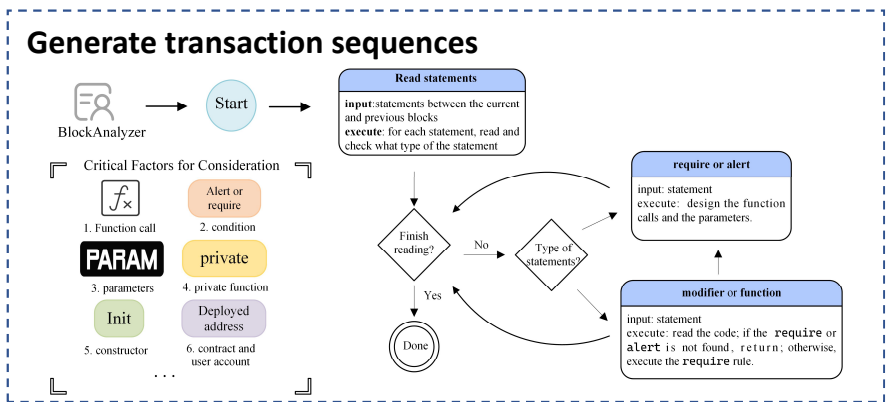 Generate transaction sequences
BlockAnalyzer
Start
Read statements
input:statements between the current
and previous blocks
execute: for each statement, read and
check what type of the statement
Critical Factors for Consideration
fx
1. Function call
Alert or
require
2. condition
PARAM
3. parameters
private
4. private function
Init
5. constructor
Deployed
address
6. contract and
user account
...
Finish
reading?
No
Yes
Done
Type of
statements?
require or alert
input: statement
execute: design the function
calls and the parameters.
modifier or function
input: statement
execute: read the code; if the require or
alert is not found, return; otherwise,
execute the require rule.